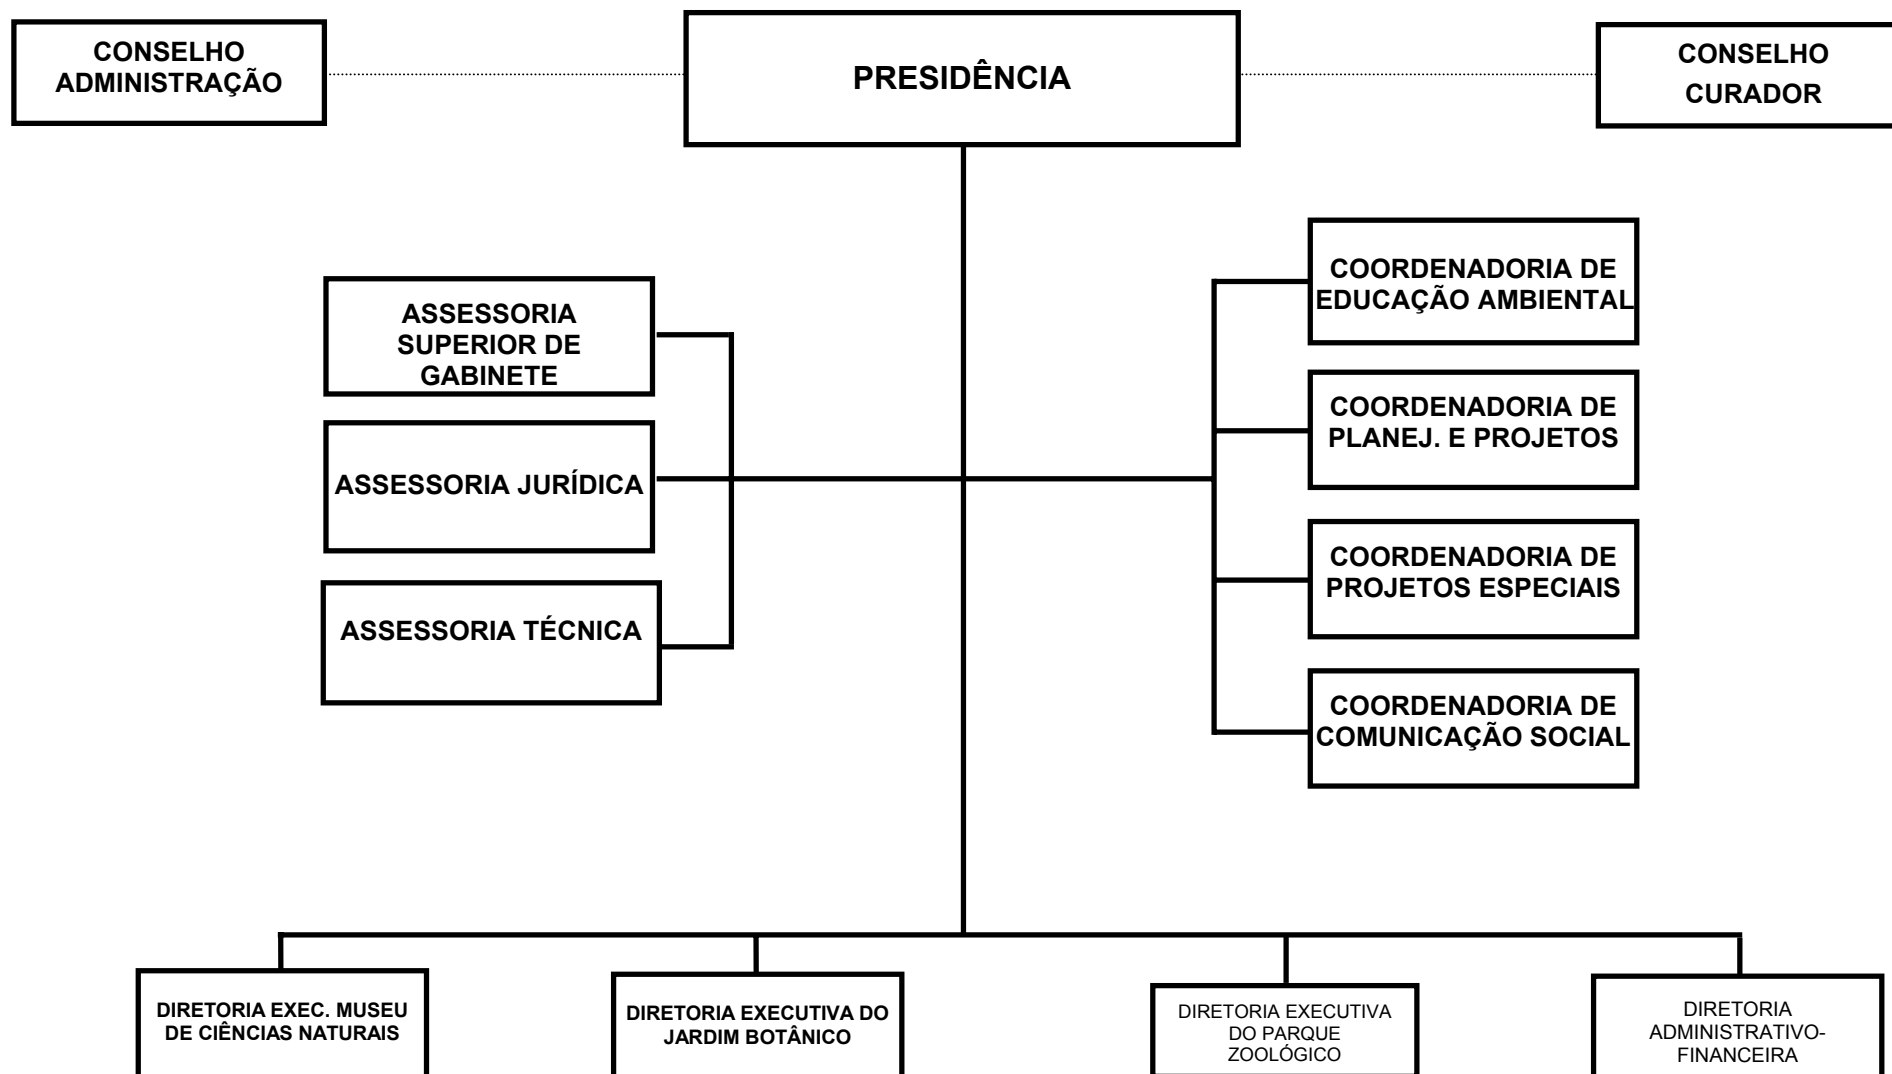 CONSELHO
ADMINISTRAÇÃO
PRESIDÊNCIA
CONSELHO
CURADOR
ASSESSORIA
SUPERIOR DE
GABINETE
ASSESSORIA JURÍDICA
ASSESSORIA TÉCNICA
COORDENADORIA DE
EDUCAÇÃO AMBIENTAL
COORDENADORIA DE
PLANEJ. E PROJETOS
COORDENADORIA DE
PROJETOS ESPECIAIS
COORDENADORIA DE
COMUNICAÇÃO SOCIAL
DIRETORIA EXEC. MUSEU
DE CIÊNCIAS NATURAIS
DIRETORIA EXECUTIVA DO
JARDIM BOTÂNICO
DIRETORIA EXECUTIVA
DO PARQUE
ZOOLÓGICO
DIRETORIA
ADMINISTRATIVO-
FINANCEIRA